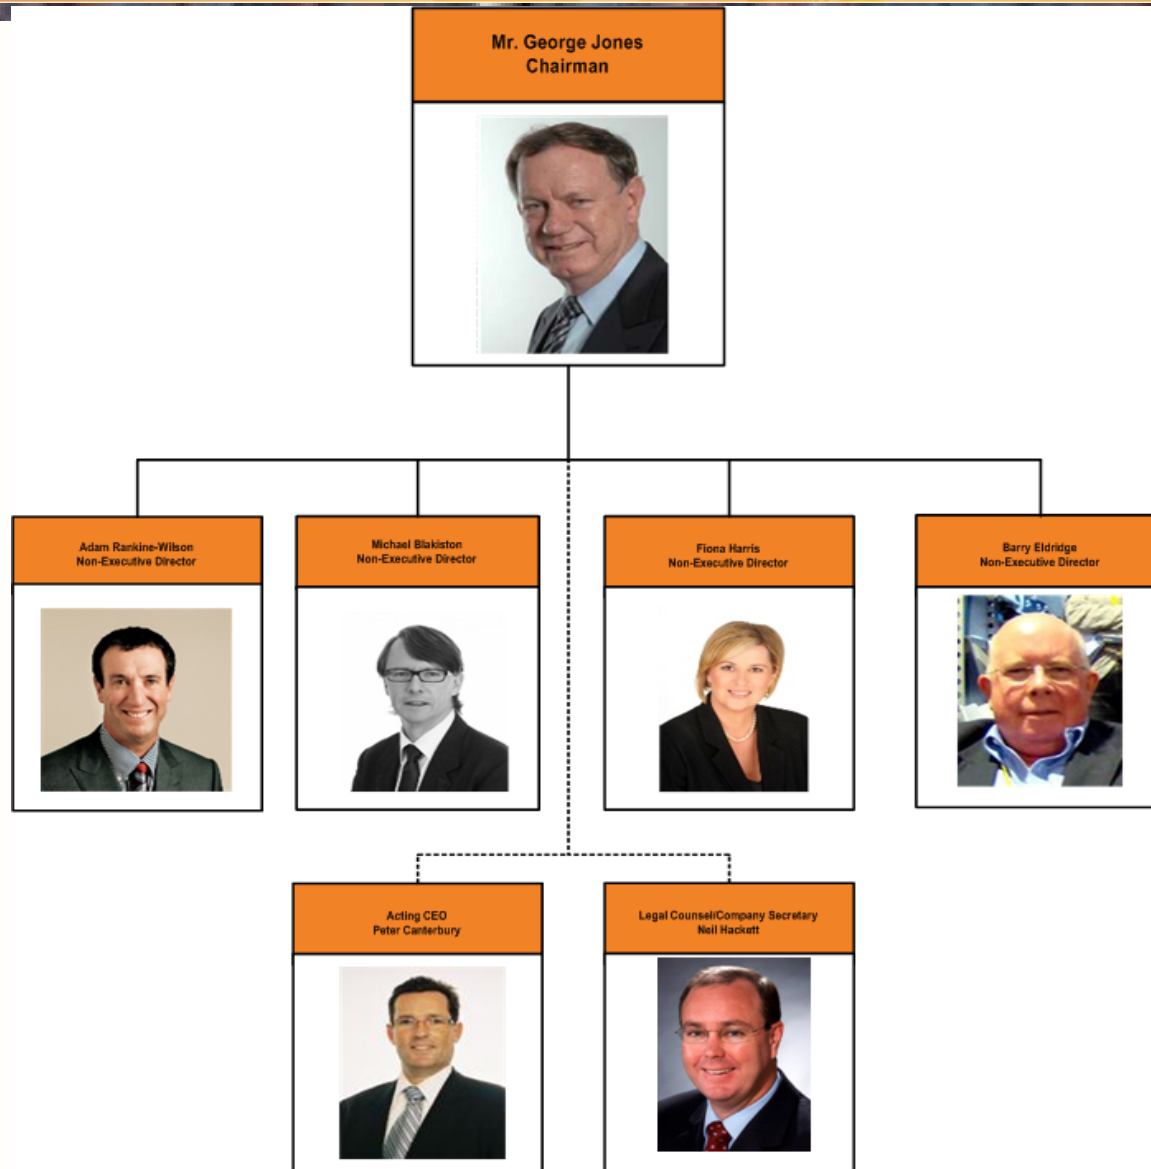 Mr. George Jones
Chairman
Adam Rankine-Wilson
Non-Executive Director
Michael Blakiston
Non-Executive Director
Fiona Harris
Non-Executive Director
Barry Eldridge
Non-Executive Director
Acting CEO
Peter Canterbury
Legal Counsel/Company Secretary
Neil Hackett